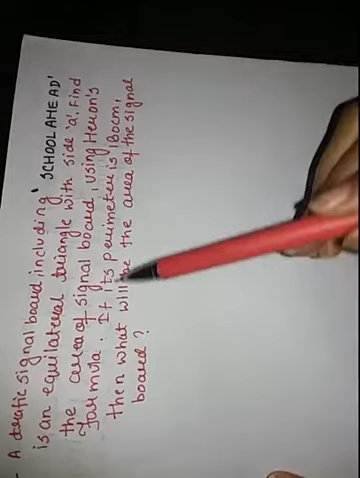 - A trafic signal board including 'SCHOOL AHEAD'
is an equilateral triangle with side 'a'. Find
the area of signal board, using Heron's
formula. If its perimeter is 180cm,
then what will be the area of the signal
board?